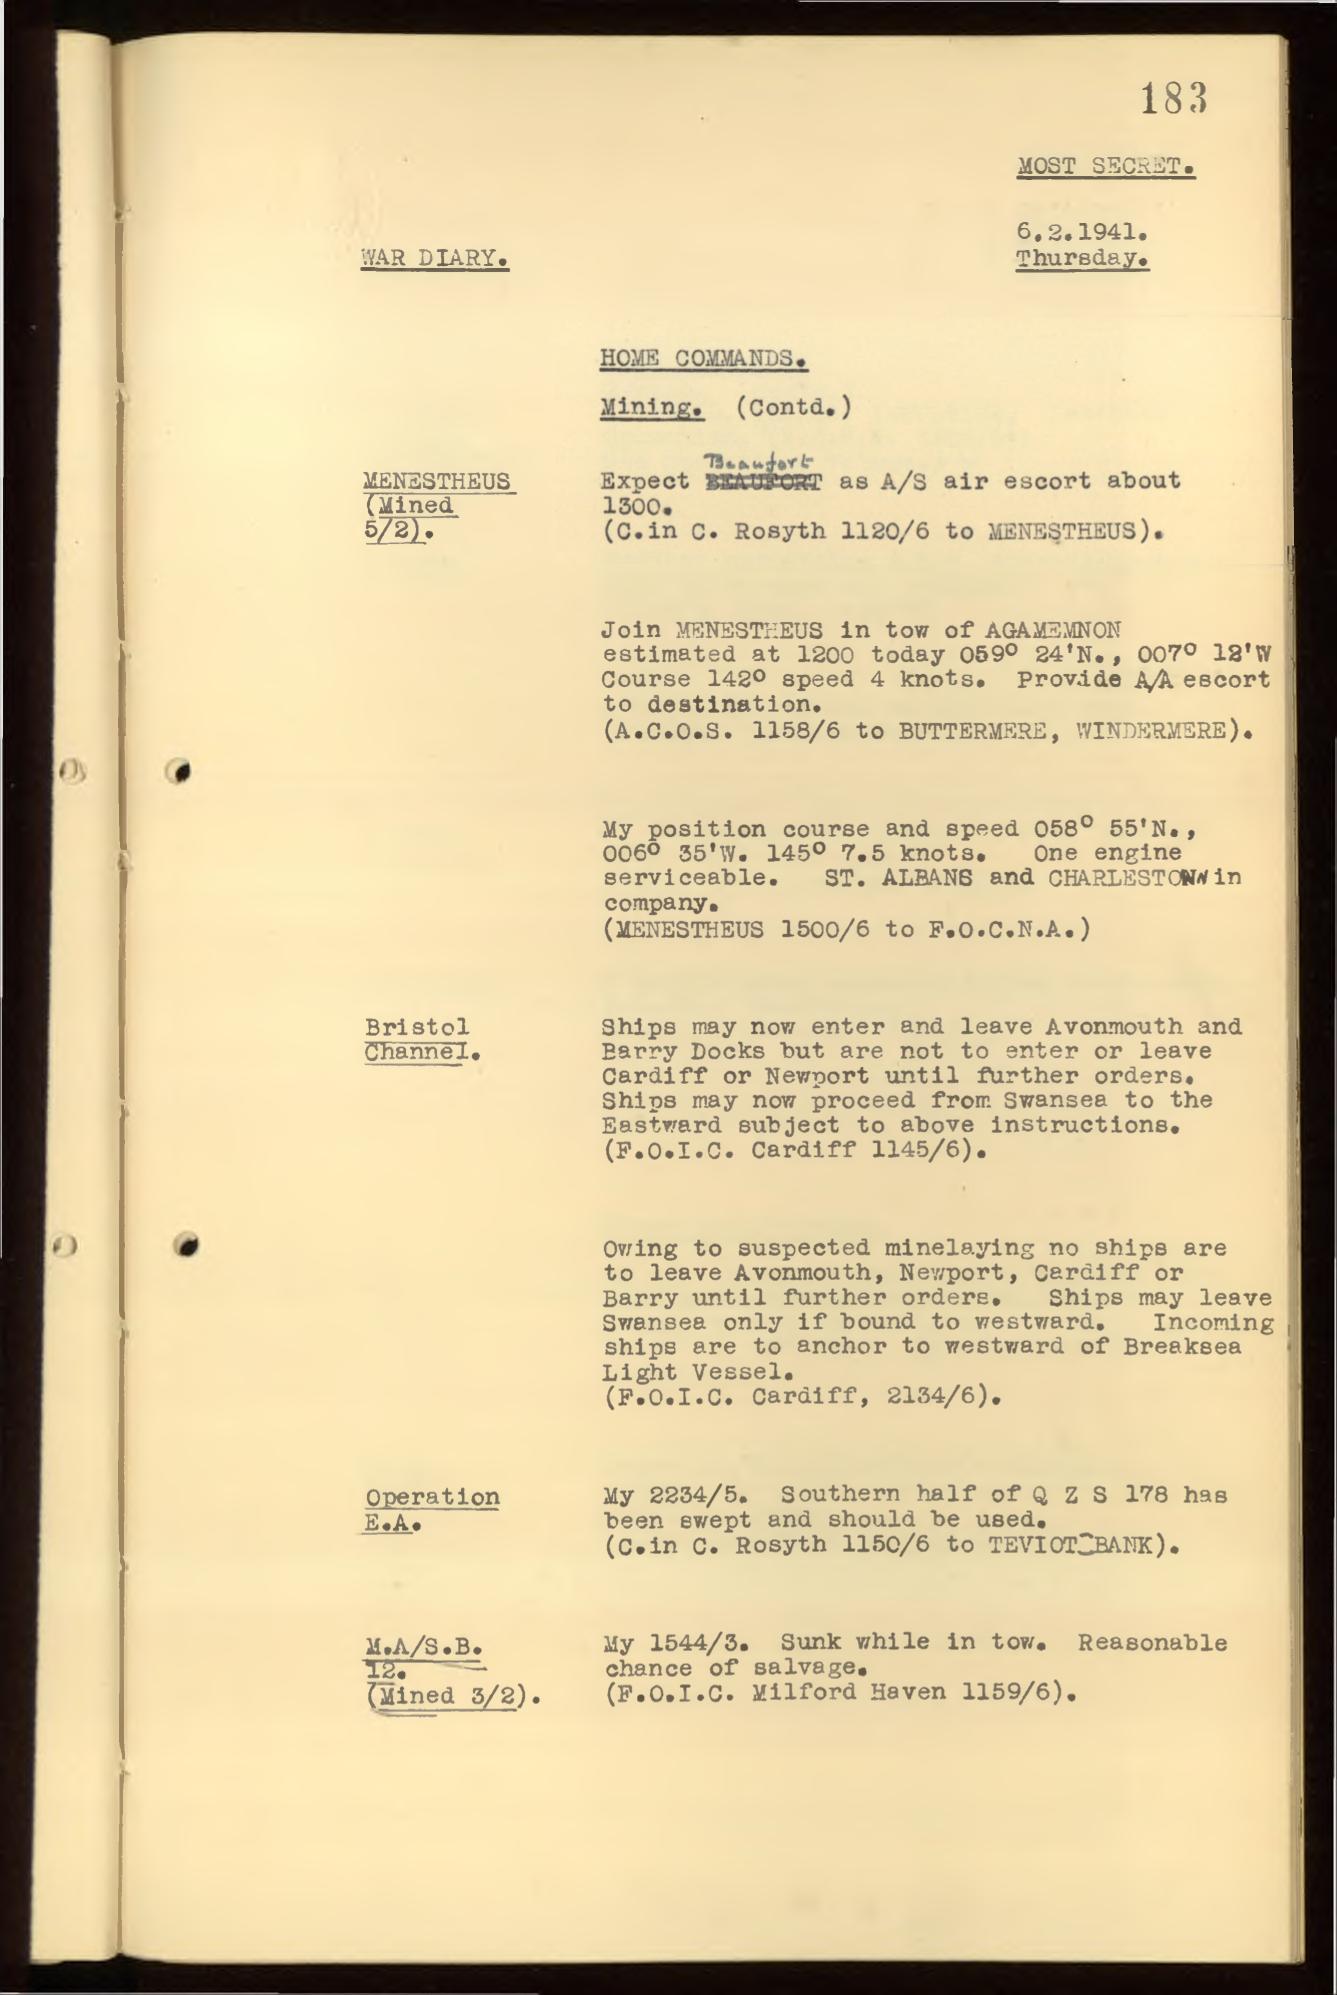 183
MOST SECRET.
6.2.1941.
Thursday.
WAR DIARY.
HOME COMMANDS.
Mining. (Contd.)
MENESTHEUS
(Mined
5/2).
Beaufort
Expect BEAUFORT as A/S air escort about
1300.
(C.in C. Rosyth 1120/6 to MENESTHEUS).
Join MENESTHEUS in tow of AGAMEMNON
estimated at 1200 today 059° 24'N., 007° 12'W
Course 142° speed 4 knots. Provide A/A escort
to destination.
(A.C.O.S. 1158/6 to BUTTERMERE, WINDERMERE).
My position course and speed 058° 55'N.,
006° 35'W. 145° 7.5 knots. One engine
serviceable. ST. ALBANS and CHARLESTOWN in
company.
(MENESTHEUS 1500/6 to F.O.C.N.A.)
Bristol
Channel.
Ships may now enter and leave Avonmouth and
Barry Docks but are not to enter or leave
Cardiff or Newport until further orders.
Ships may now proceed from Swansea to the
Eastward subject to above instructions.
(F.O.I.C. Cardiff 1145/6).
Owing to suspected minelaying no ships are
to leave Avonmouth, Newport, Cardiff or
Barry until further orders. Ships may leave
Swansea only if bound to westward. Incoming
ships are to anchor to westward of Breaksea
Light Vessel.
(F.O.I.C. Cardiff, 2134/6).
Operation
E.A.
My 2234/5. Southern half of Q Z S 178 has
been swept and should be used.
(C.in C. Rosyth 1150/6 to TEVIOT BANK).
M.A/S.B.
12.
(Mined 3/2).
My 1544/3. Sunk while in tow. Reasonable
chance of salvage.
(F.O.I.C. Milford Haven 1159/6).